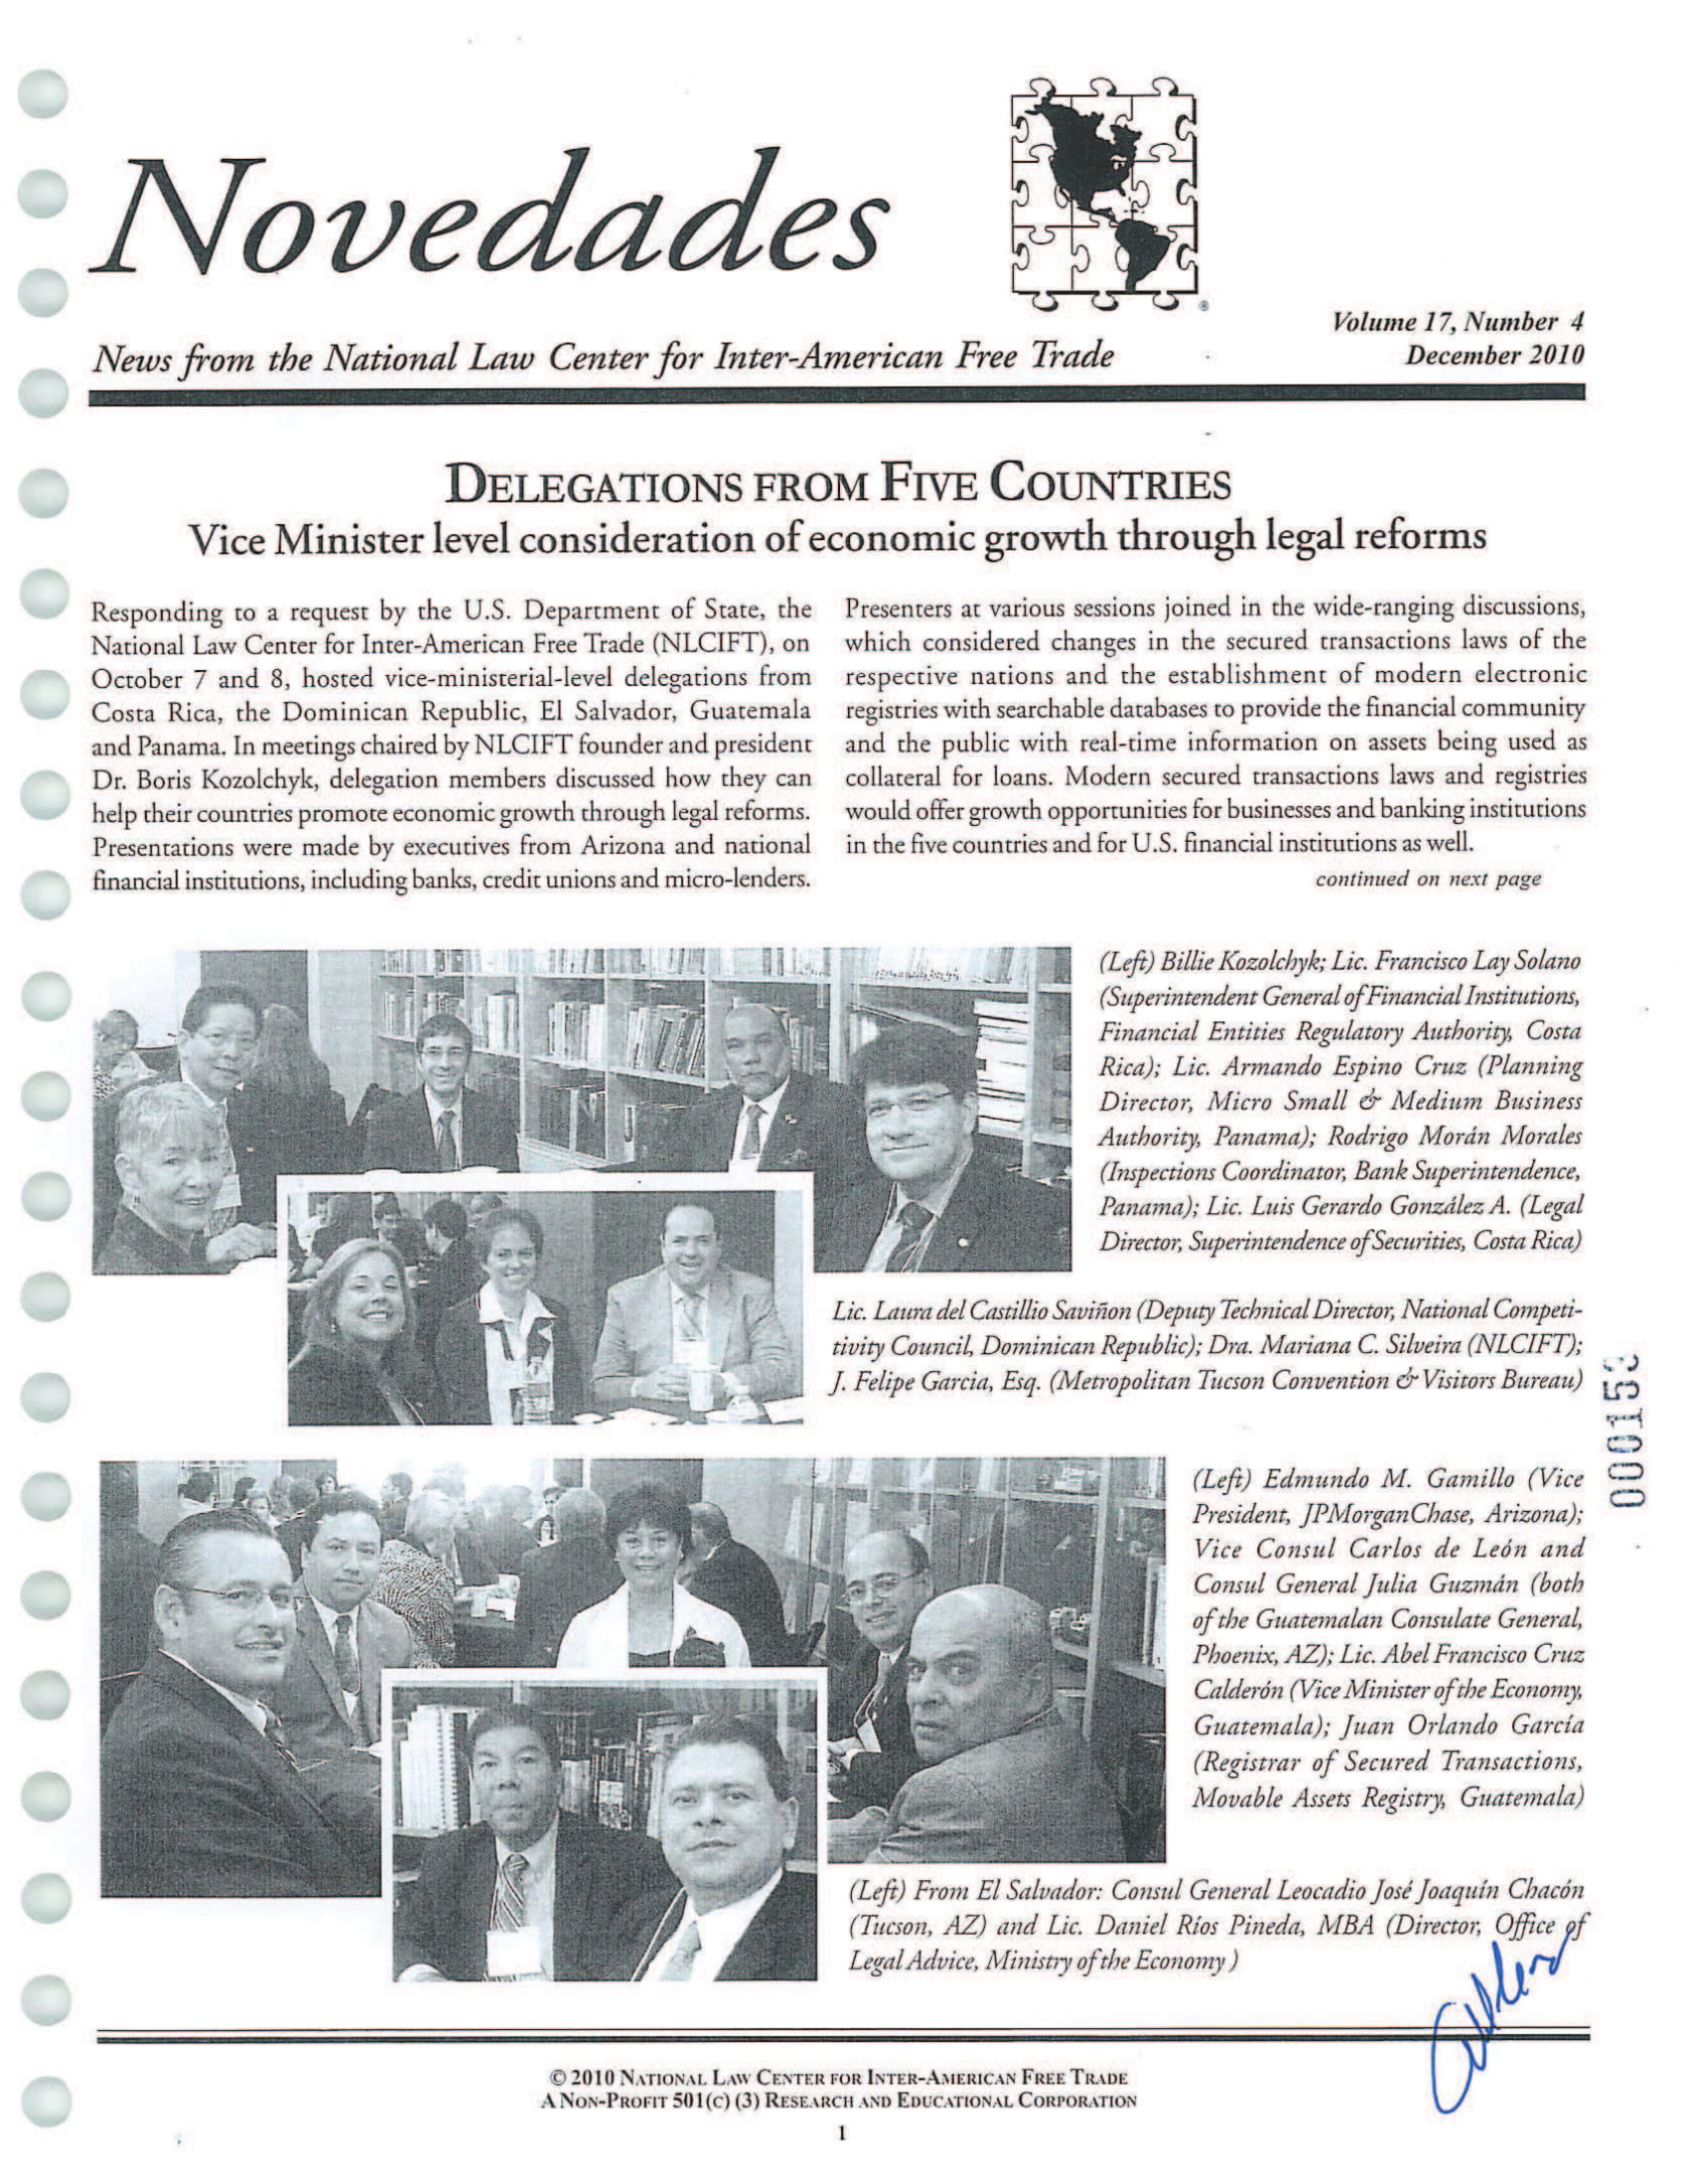 Novedades
®
Volume 17, Number 4
News from the National Law Center for Inter-American Free Trade
December 2010
DELEGATIONS FROM FIVE COUNTRIES
Vice Minister level consideration of economic growth through legal reforms
Responding to a request by the U.S. Department of State, the
National Law Center for Inter-American Free Trade (NLCIFT), on
October 7 and 8, hosted vice-ministerial-level delegations from
Costa Rica, the Dominican Republic, El Salvador, Guatemala
and Panama. In meetings chaired by NLCIFT founder and president
Dr. Boris Kozolchyk, delegation members discussed how they can
help their countries promote economic growth through legal reforms.
Presentations were made by executives from Arizona and national
financial institutions, including banks, credit unions and micro-lenders.
Presenters at various sessions joined in the wide-ranging discussions,
which considered changes in the secured transactions laws of the
respective nations and the establishment of modern electronic
registries with searchable databases to provide the financial community
and the public with real-time information on assets being used as
collateral for loans. Modern secured transactions laws and registries
would offer growth opportunities for businesses and banking institutions
in the five countries and for U.S. financial institutions as well.
continued on next page
(Left) Billie Kozolchyk; Lic. Francisco Lay Solano
(Superintendent General of Financial Institutions,
Financial Entities Regulatory Authority, Costa
Rica); Lic. Armando Espino Cruz (Planning
Director, Micro Small & Medium Business
Authority, Panama); Rodrigo Morán Morales
(Inspections Coordinator, Bank Superintendence,
Panama); Lic. Luis Gerardo González A. (Legal
Director, Superintendence of Securities, Costa Rica)
Lic. Laura del Castillio Saviñon (Deputy Technical Director, National Competi-
tivity Council, Dominican Republic); Dra. Mariana C. Silveira (NLCIFT);
J. Felipe Garcia, Esq. (Metropolitan Tucson Convention & Visitors Bureau)
(Left) Edmundo M. Gamillo (Vice
President, JPMorganChase, Arizona);
Vice Consul Carlos de León and
Consul General Julia Guzmán (both
of the Guatemalan Consulate General,
Phoenix, AZ); Lic. Abel Francisco Cruz
Calderón (Vice Minister of the Economy,
Guatemala); Juan Orlando García
(Registrar of Secured Transactions,
Movable Assets Registry, Guatemala)
(Left) From El Salvador: Consul General Leocadio José Joaquín Chacón
(Tucson, AZ) and Lic. Daniel Ríos Pineda, MBA (Director, Office of
Legal Advice, Ministry of the Economy )
© 2010 NATIONAL LAW CENTER FOR INTER-AMERICAN FREE TRADE
A NON-PROFIT 501(C) (3) RESEARCH AND EDUCATIONAL CORPORATION
1